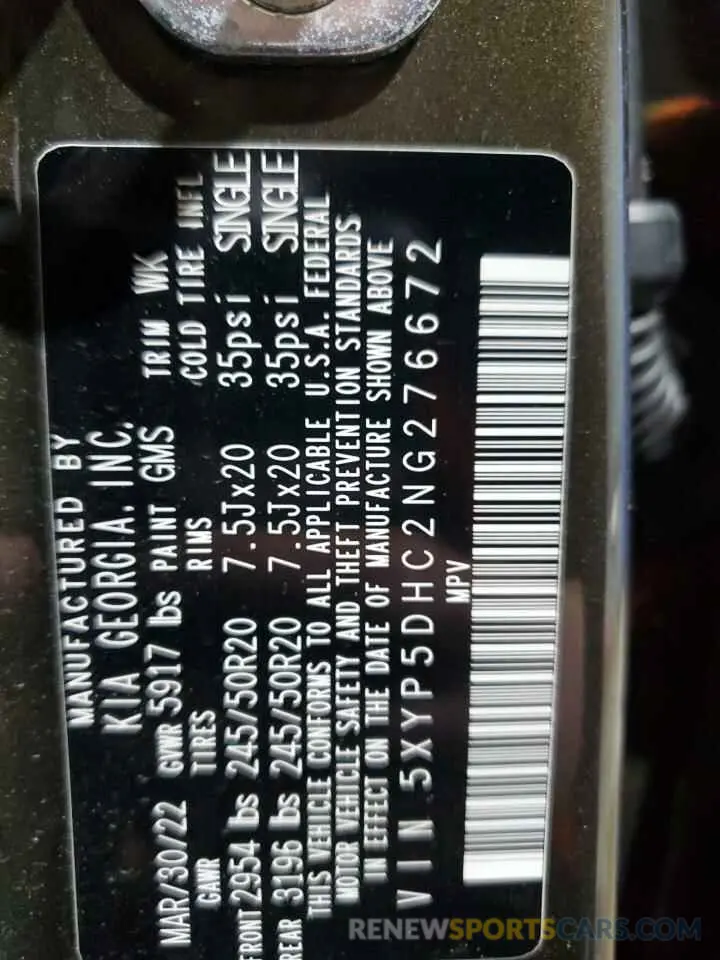 MANUFACTURED BY
KIA GEORGIA, INC.
MAR/30/22 GVWR 5917 lbs PAINT GMS TRIM WK
GAWR TIRES RIMS COLD TIRE INFL
FRONT 2954 lbs 245/50R20 7.5Jx20 35psi SINGLE
REAR 3196 lbs 245/50R20 7.5Jx20 35psi SINGLE
THIS VEHICLE CONFORMS TO ALL APPLICABLE U.S.A. FEDERAL
MOTOR VEHICLE SAFETY AND THEFT PREVENTION STANDARDS
IN EFFECT ON THE DATE OF MANUFACTURE SHOWN ABOVE
VIN 5XYP5DHC2NG276672
MPV
RENEWSPORTSCARS.COM